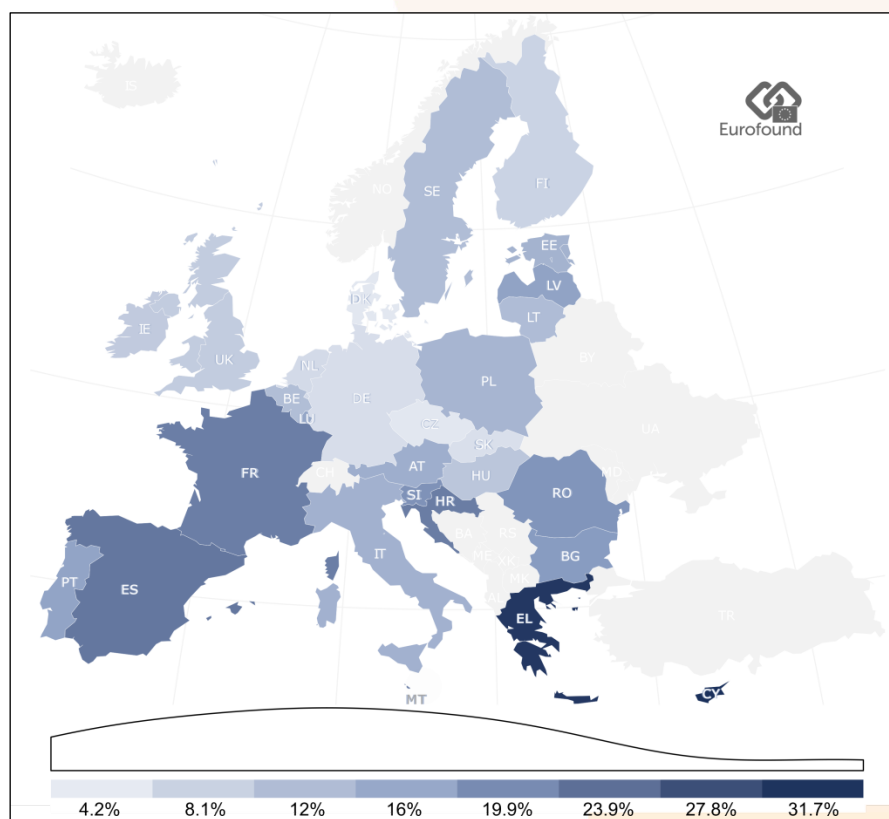 IS
Eurofound
NO
SE
FI
EE
LV
DK
LT
IE
BY
UK
NL
PL
BE
DE
LU
CZ
UA
SK
FR
CH
AT
HU
MD
SI
HR
RO
BA
RS
IT
ME
BG
XK
PT
ES
MK
AL
EL
TR
CY
MT
4.2% 8.1% 12% 16% 19.9% 23.9% 27.8% 31.7%